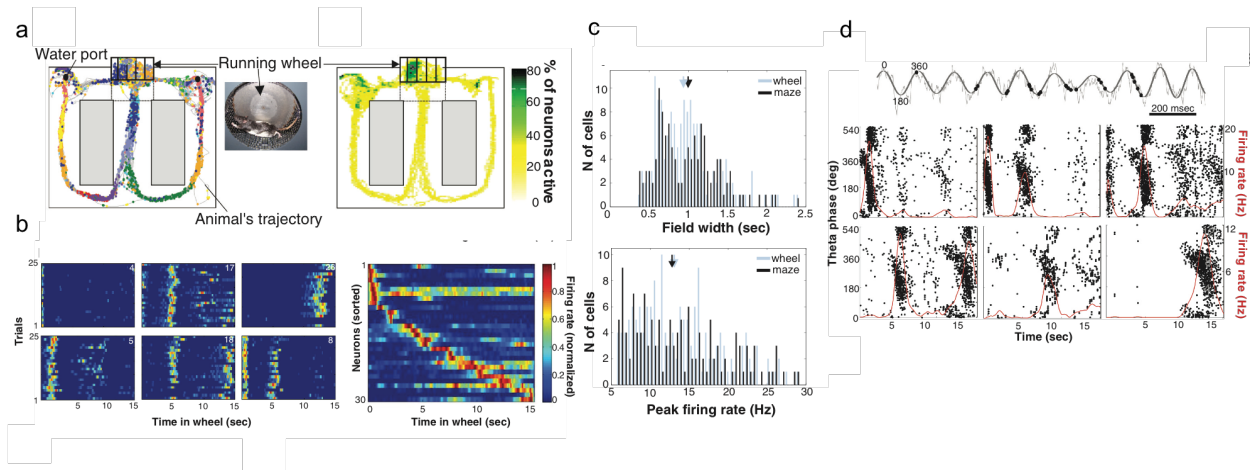 a
Water port
Running wheel
Animal's trajectory
% of neurons active
80
60
40
20
0
b
Trials
25
1
25
1
4
17
26
5
18
8
5 10 15
5 10 15
5 10 15
Time in wheel (sec)
Neurons (sorted)
1
30
0 5 10 15
Time in wheel (sec)
Firing rate (normalized)
1
0.8
0.6
0.4
0.2
0
c
N of cells
10
8
6
4
2
0
wheel
maze
0.5 1 1.5 2 2.5
Field width (sec)
N of cells
10
8
6
4
2
0
wheel
maze
5 10 15 20 25 30
Peak firing rate (Hz)
d
0
360
180
200 msec
Theta phase (deg)
540
360
180
0
540
360
180
0
20
10
Firing rate (Hz)
12
6
Firing rate (Hz)
5 10 15
5 10 15
5 10 15
Time (sec)